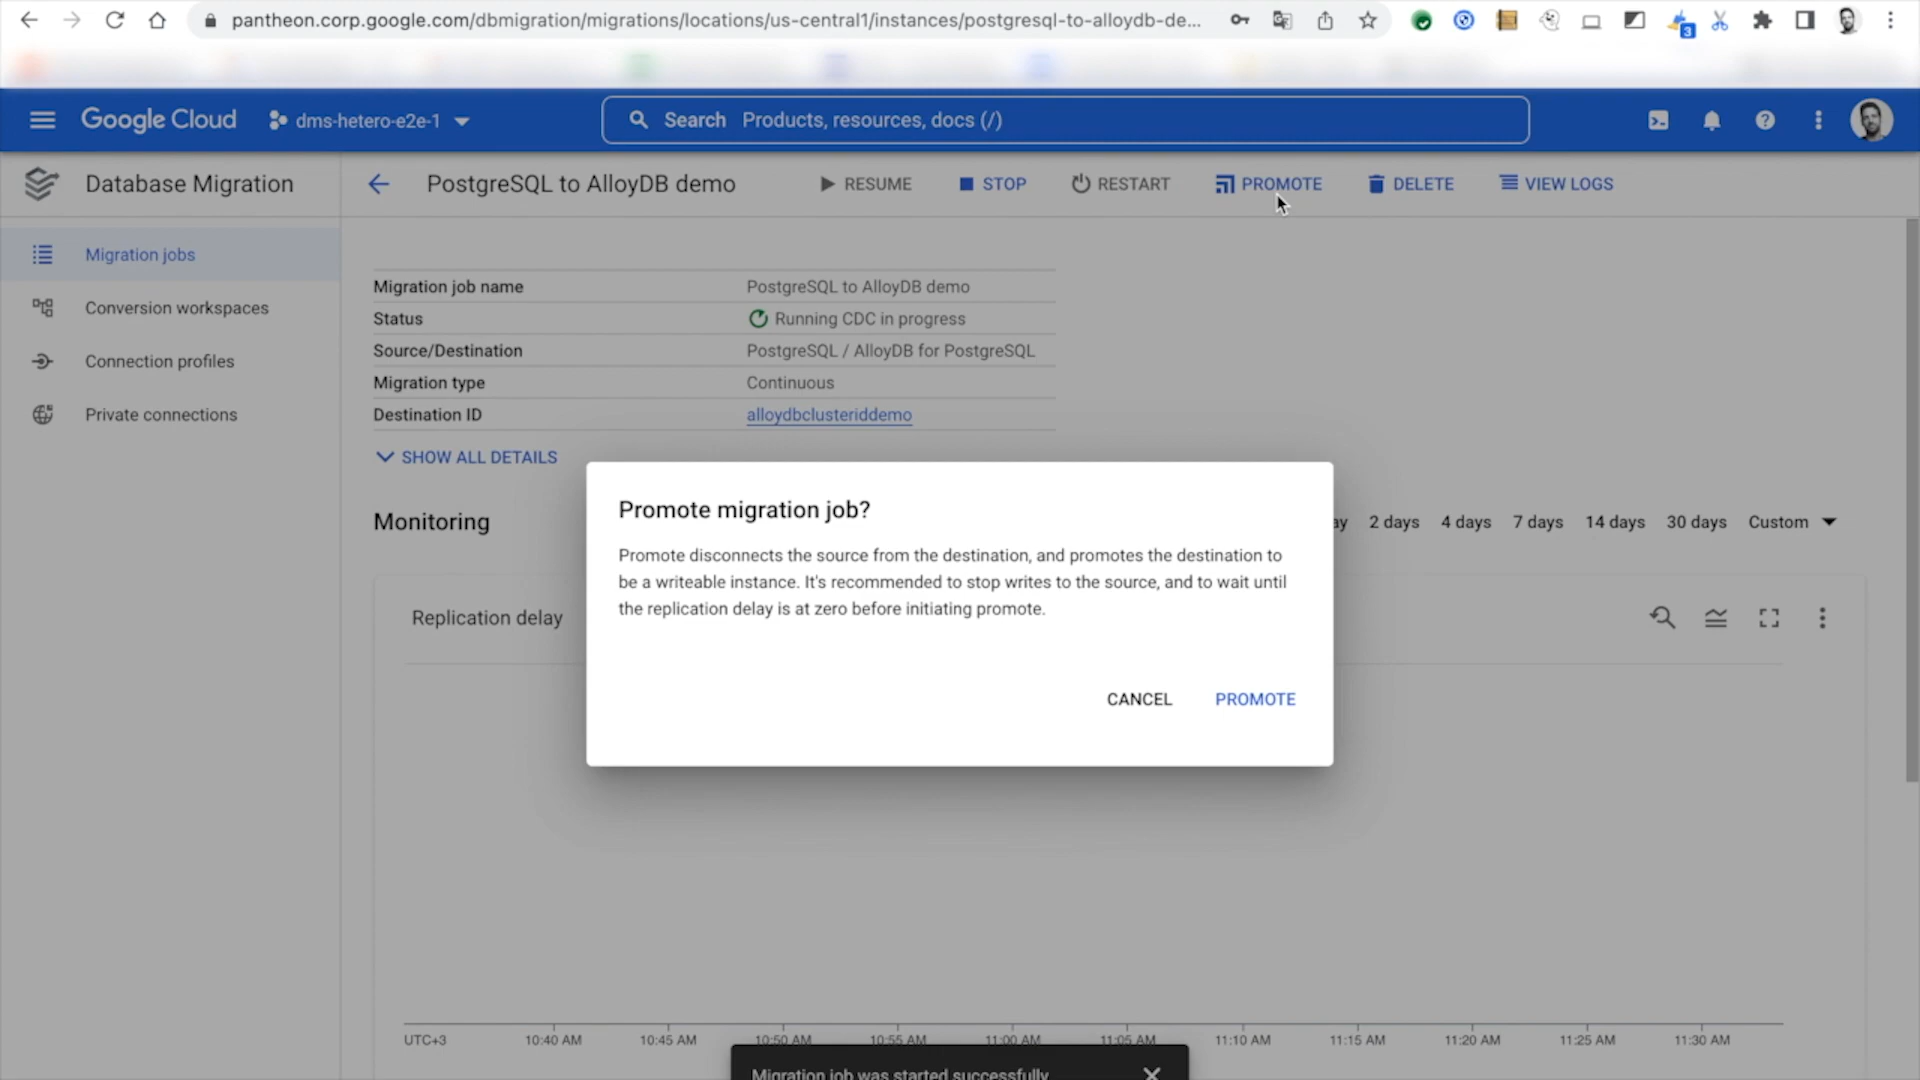 pantheon.corp.google.com/dbmigration/migrations/locations/us-central1/instances/postgresql-to-alloydb-de...
3
Google Cloud
dms-hetero-e2e-1
Search Products, resources, docs (/)
Database Migration
PostgreSQL to AlloyDB demo
RESUME
STOP
RESTART
PROMOTE
DELETE
VIEW LOGS
Migration jobs
Conversion workspaces
Connection profiles
Private connections
Migration job name PostgreSQL to AlloyDB demo
Status Running CDC in progress
Source/Destination PostgreSQL / AlloyDB for PostgreSQL
Migration type Continuous
Destination ID alloydbclusteriddemo
SHOW ALL DETAILS
Monitoring
ay 2 days 4 days 7 days 14 days 30 days Custom
Promote migration job?
Promote disconnects the source from the destination, and promotes the destination to
be a writeable instance. It's recommended to stop writes to the source, and to wait until
the replication delay is at zero before initiating promote.
CANCEL PROMOTE
Replication delay
UTC+3 10:40 AM 10:45 AM 10:50 AM 10:55 AM 11:00 AM 11:05 AM 11:10 AM 11:15 AM 11:20 AM 11:25 AM 11:30 AM
Migration job was started successfully